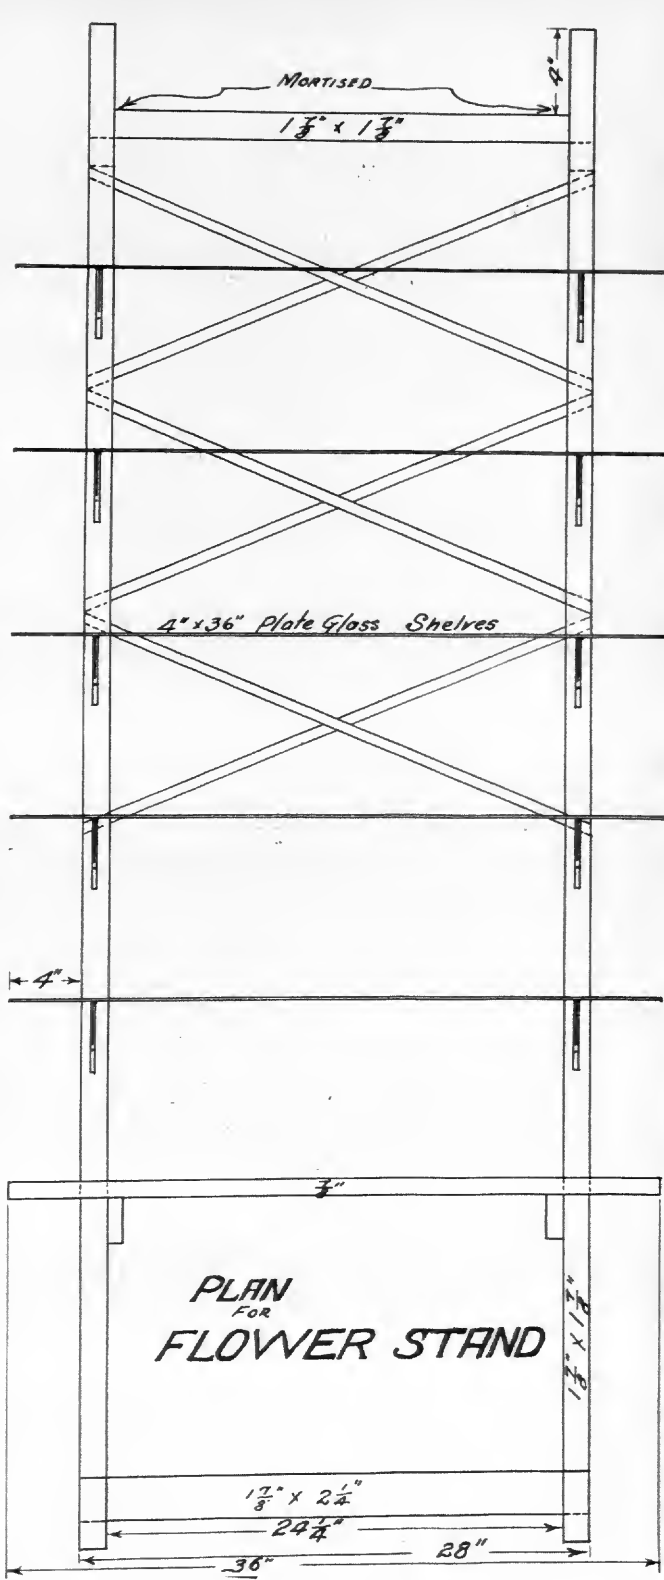 MORTISED
4"
1 7/8" x 1 7/8"
4" x 36" Plate Glass Shelves
4"
7/8"
PLAN
FOR
FLOWER STAND
1 7/8" x 1 7/8"
1 7/8" x 2 1/4"
24 1/4"
28"
36"